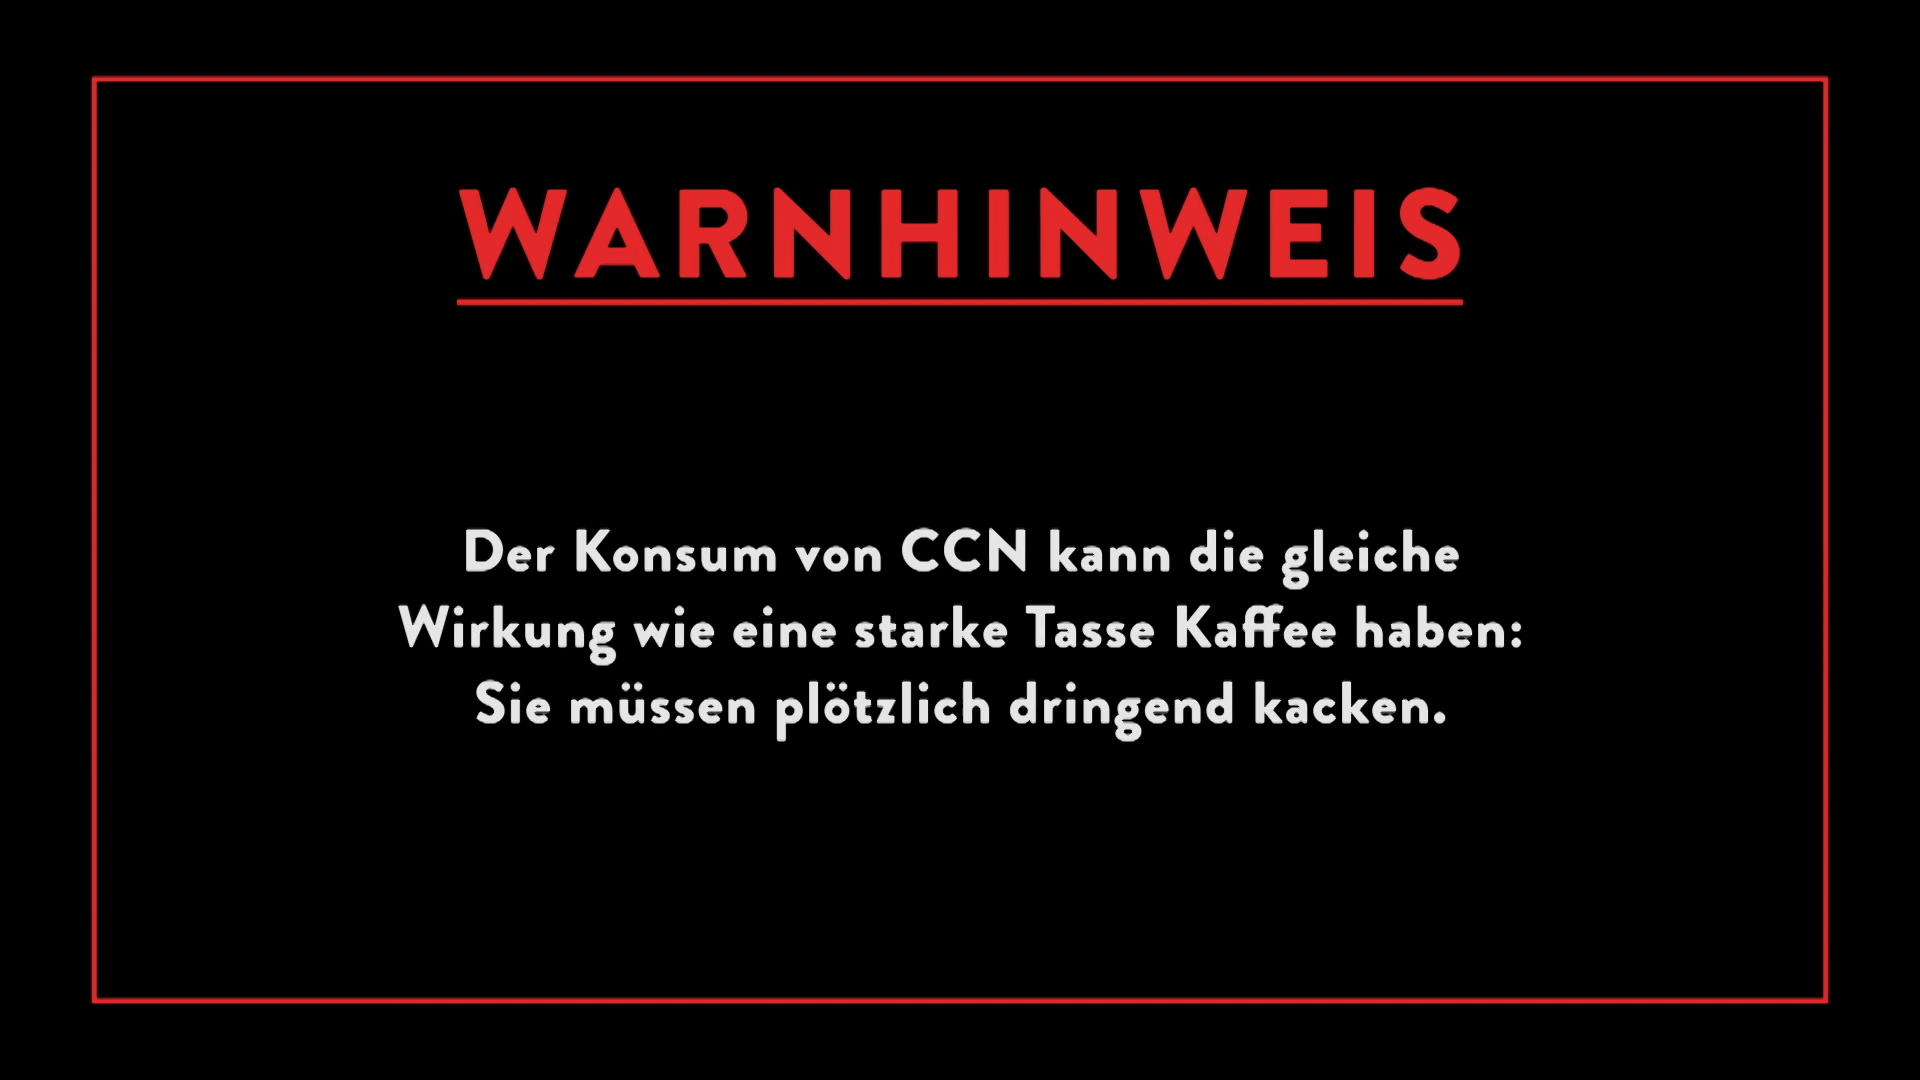 WARNHINWEIS
Der Konsum von CCN kann die gleiche
Wirkung wie eine starke Tasse Kaffee haben:
Sie müssen plötzlich dringend kacken.